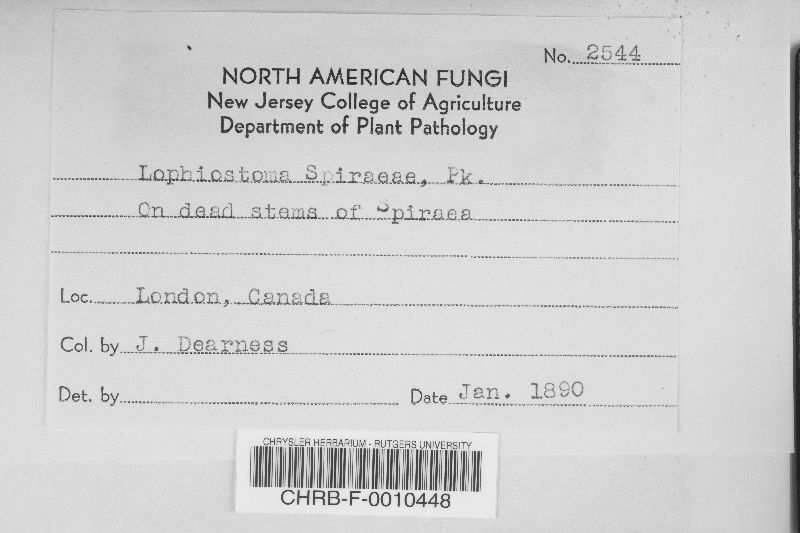 No. 2544
NORTH AMERICAN FUNGI
New Jersey College of Agriculture
Department of Plant Pathology
Lophiostoma Spiraeae, Pk.
On dead stems of Spiraea
Loc. London, Canada
Col. by J. Dearness
Det. by
Date Jan. 1890
CHRYSLER HERBARIUM - RUTGERS UNIVERSITY
CHRB-F-0010448